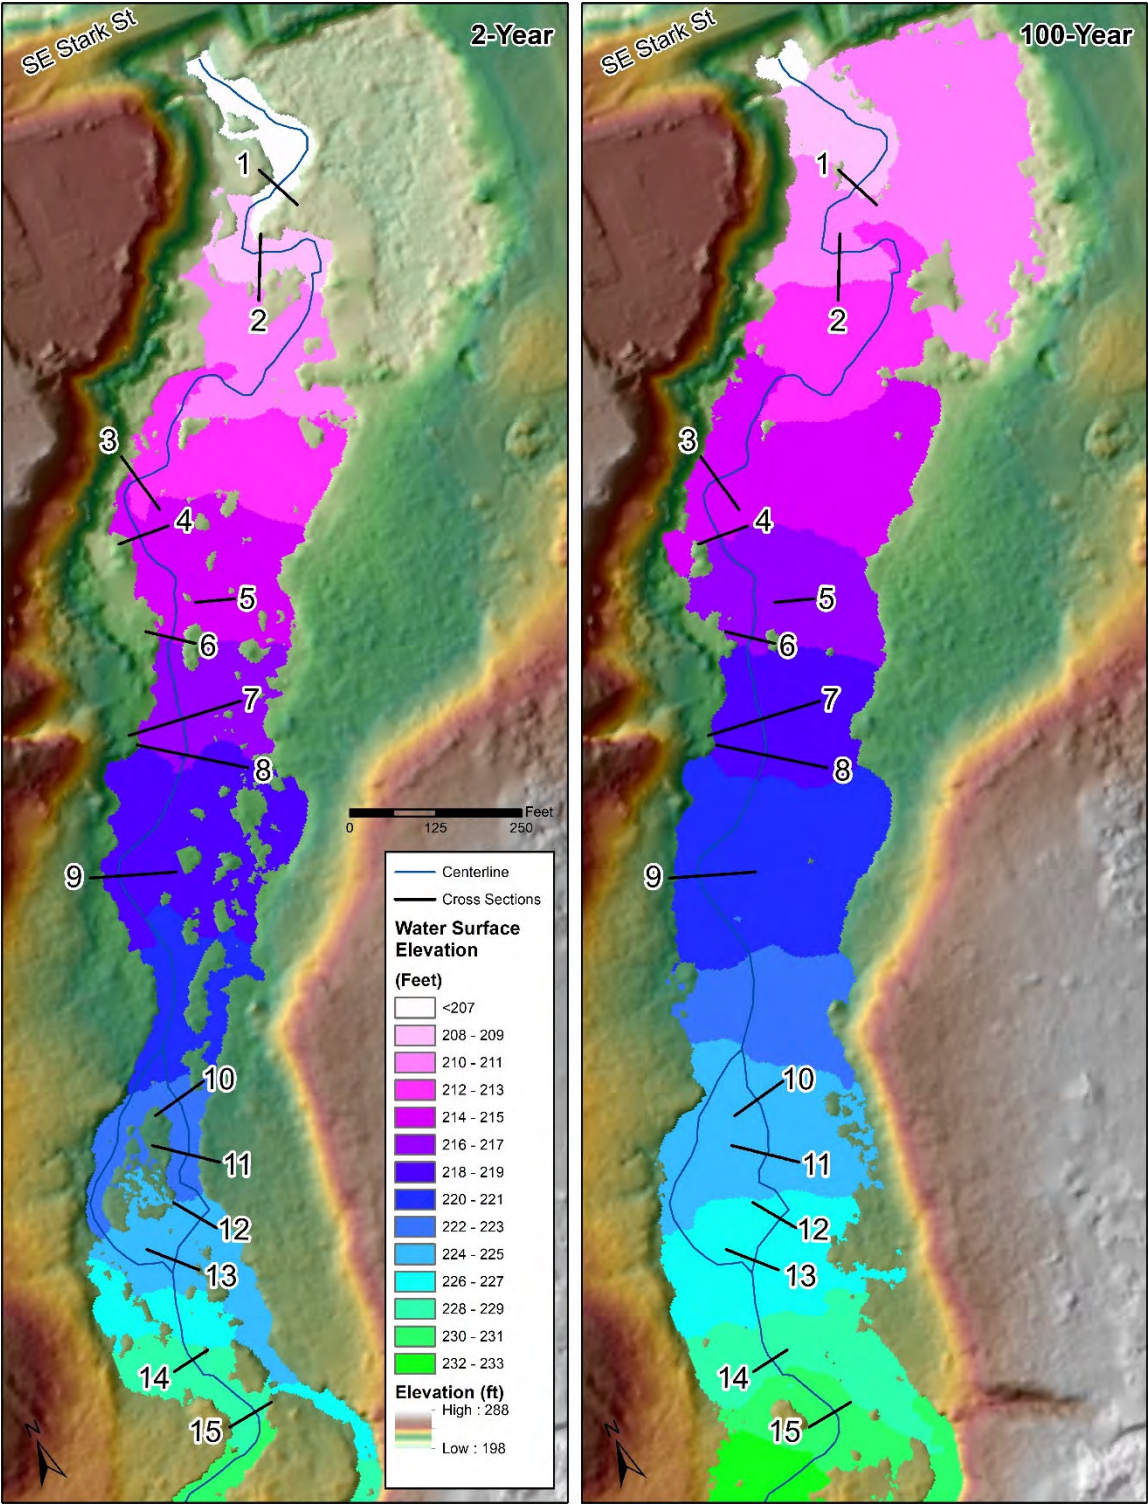 SE Stark St
2-Year
1
2
3
4
5
6
7
8
9
10
11
12
13
14
15
N
Feet
0 125 250
Centerline
Cross Sections
Water Surface
Elevation
(Feet)
<207
208 - 209
210 - 211
212 - 213
214 - 215
216 - 217
218 - 219
220 - 221
222 - 223
224 - 225
226 - 227
228 - 229
230 - 231
232 - 233
Elevation (ft)
High : 288
Low : 198
SE Stark St
100-Year
1
2
3
4
5
6
7
8
9
10
11
12
13
14
15
N